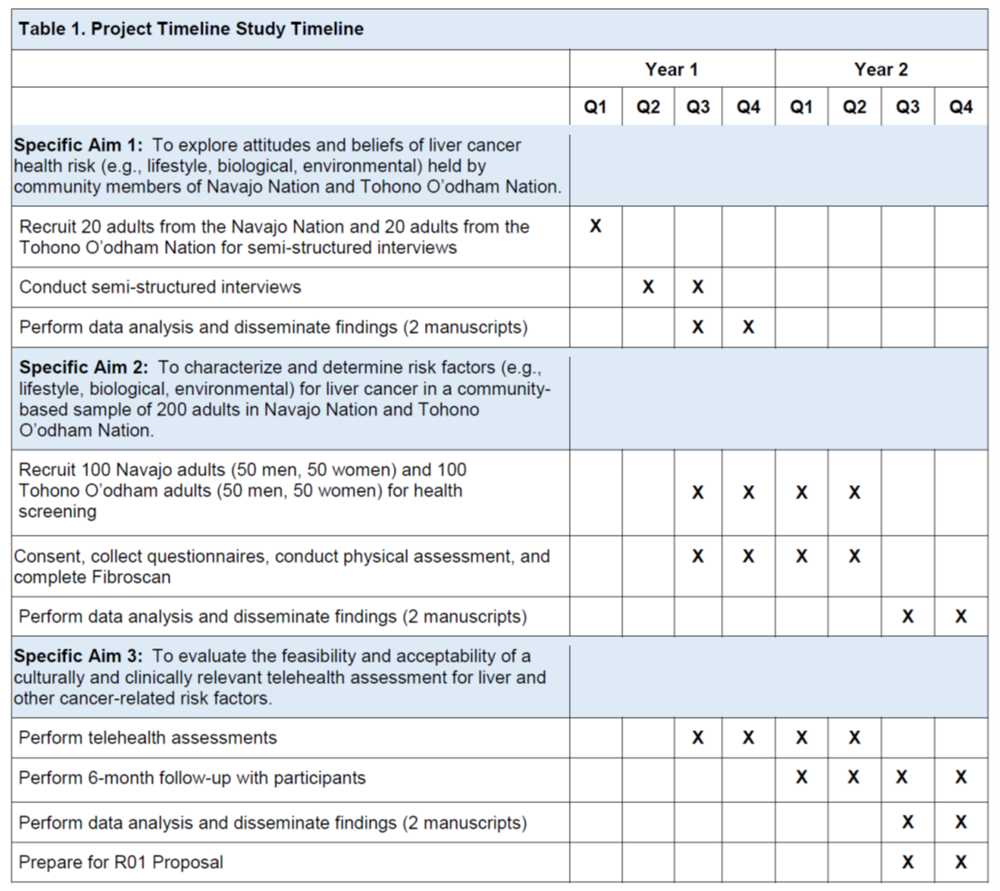 Table 1. Project Timeline Study Timeline
Year 1 Year 2
Q1 Q2 Q3 Q4 Q1 Q2 Q3 Q4
Specific Aim 1: To explore attitudes and beliefs of liver cancer
health risk (e.g., lifestyle, biological, environmental) held by
community members of Navajo Nation and Tohono O’odham Nation.
Recruit 20 adults from the Navajo Nation and 20 adults from the X
Tohono O’odham Nation for semi-structured interviews
Conduct semi-structured interviews X X
Perform data analysis and disseminate findings (2 manuscripts) X X
Specific Aim 2: To characterize and determine risk factors (e.g.,
lifestyle, biological, environmental) for liver cancer in a community-
based sample of 200 adults in Navajo Nation and Tohono
O’odham Nation.
Recruit 100 Navajo adults (50 men, 50 women) and 100
Tohono O’odham adults (50 men, 50 women) for health X X X X
screening
Consent, collect questionnaires, conduct physical assessment, and X X X X
complete Fibroscan
Perform data analysis and disseminate findings (2 manuscripts) X X
Specific Aim 3: To evaluate the feasibility and acceptability of a
culturally and clinically relevant telehealth assessment for liver and
other cancer-related risk factors.
Perform telehealth assessments X X X X
Perform 6-month follow-up with participants X X X X
Perform data analysis and disseminate findings (2 manuscripts) X X
Prepare for R01 Proposal X X